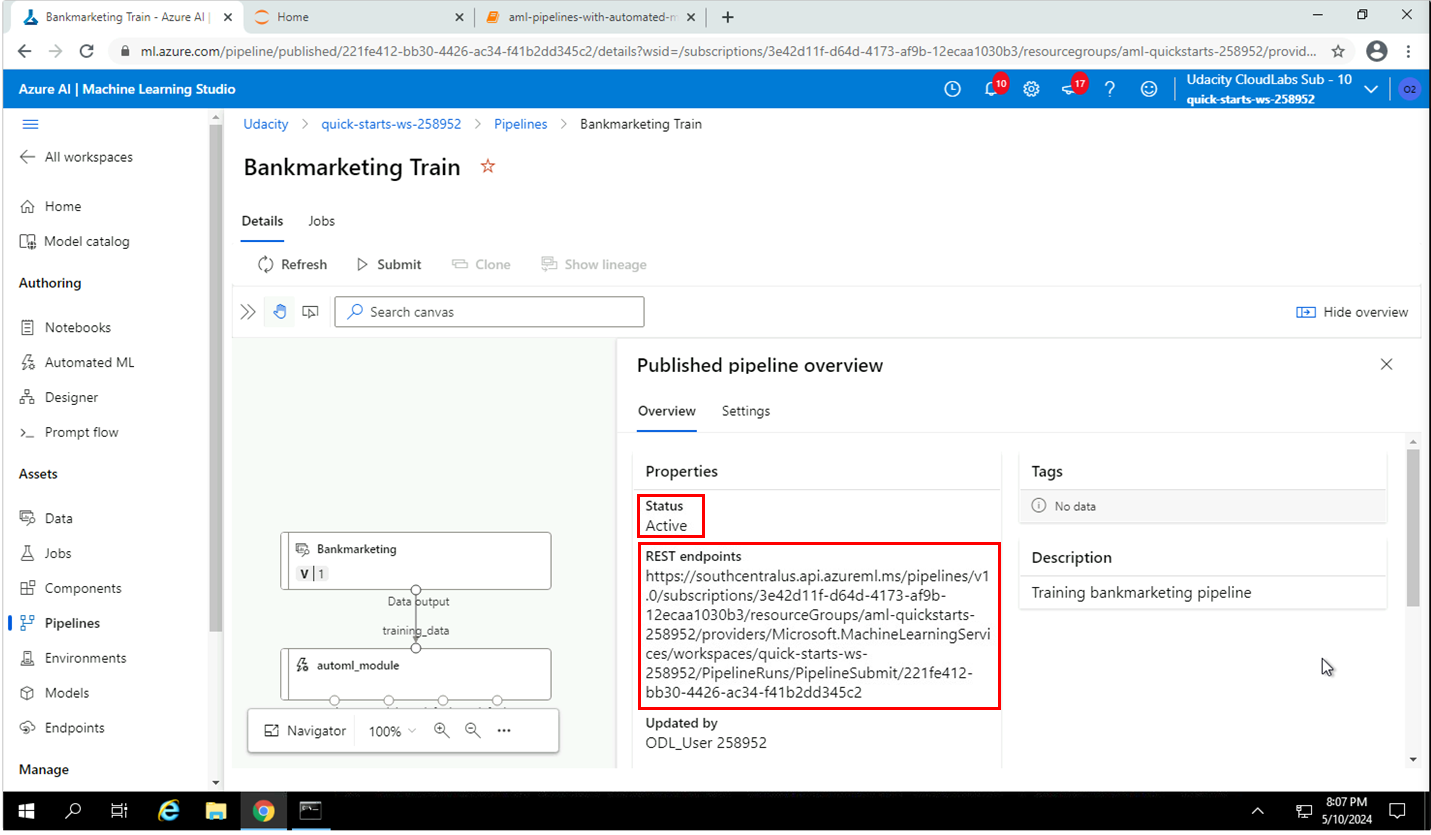 Bankmarketing Train - Azure AI |
Home
aml-pipelines-with-automated-m
ml.azure.com/pipeline/published/221fe412-bb30-4426-ac34-f41b2dd345c2/details?wsid=/subscriptions/3e42d11f-d64d-4173-af9b-12ecaa1030b3/resourcegroups/aml-quickstarts-258952/provid...
Azure AI | Machine Learning Studio
10
17
?
Udacity CloudLabs Sub - 10
quick-starts-ws-258952
O2
All workspaces
Home
Model catalog
Authoring
Notebooks
Automated ML
Designer
Prompt flow
Assets
Data
Jobs
Components
Pipelines
Environments
Models
Endpoints
Manage
Udacity > quick-starts-ws-258952 > Pipelines > Bankmarketing Train
Bankmarketing Train
Details Jobs
Refresh Submit Clone Show lineage
Search canvas
Hide overview
Bankmarketing
V | 1
Data output
training_data
automl_module
Navigator 100% ...
Published pipeline overview
Overview Settings
Properties
Status
Active
REST endpoints
https://southcentralus.api.azureml.ms/pipelines/v1
.0/subscriptions/3e42d11f-d64d-4173-af9b-
12ecaa1030b3/resourceGroups/aml-quickstarts-
258952/providers/Microsoft.MachineLearningServi
ces/workspaces/quick-starts-ws-
258952/PipelineRuns/PipelineSubmit/221fe412-
bb30-4426-ac34-f41b2dd345c2
Updated by
ODL_User 258952
Tags
No data
Description
Training bankmarketing pipeline
8:07 PM
5/10/2024